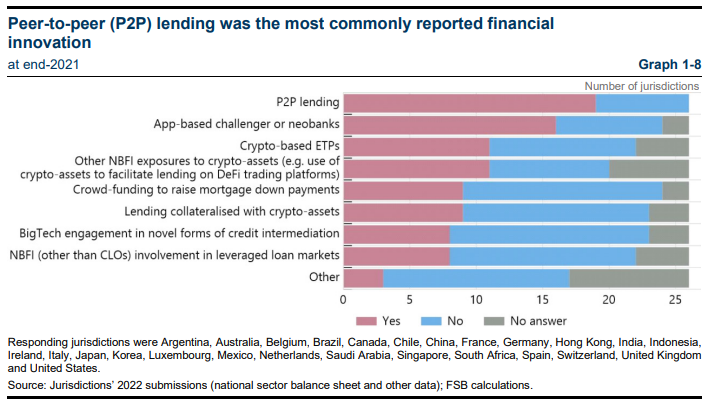 Peer-to-peer (P2P) lending was the most commonly reported financial
innovation
at end-2021
Graph 1-8
Number of jurisdictions
P2P lending
App-based challenger or neobanks
Crypto-based ETPs
Other NBFI exposures to crypto-assets (e.g. use of
crypto-assets to facilitate lending on DeFi trading platforms)
Crowd-funding to raise mortgage down payments
Lending collateralised with crypto-assets
BigTech engagement in novel forms of credit intermediation
NBFI (other than CLOs) involvement in leveraged loan markets
Other
0 5 10 15 20 25
Yes No No answer
Responding jurisdictions were Argentina, Australia, Belgium, Brazil, Canada, Chile, China, France, Germany, Hong Kong, India, Indonesia,
Ireland, Italy, Japan, Korea, Luxembourg, Mexico, Netherlands, Saudi Arabia, Singapore, South Africa, Spain, Switzerland, United Kingdom
and United States.
Source: Jurisdictions' 2022 submissions (national sector balance sheet and other data); FSB calculations.